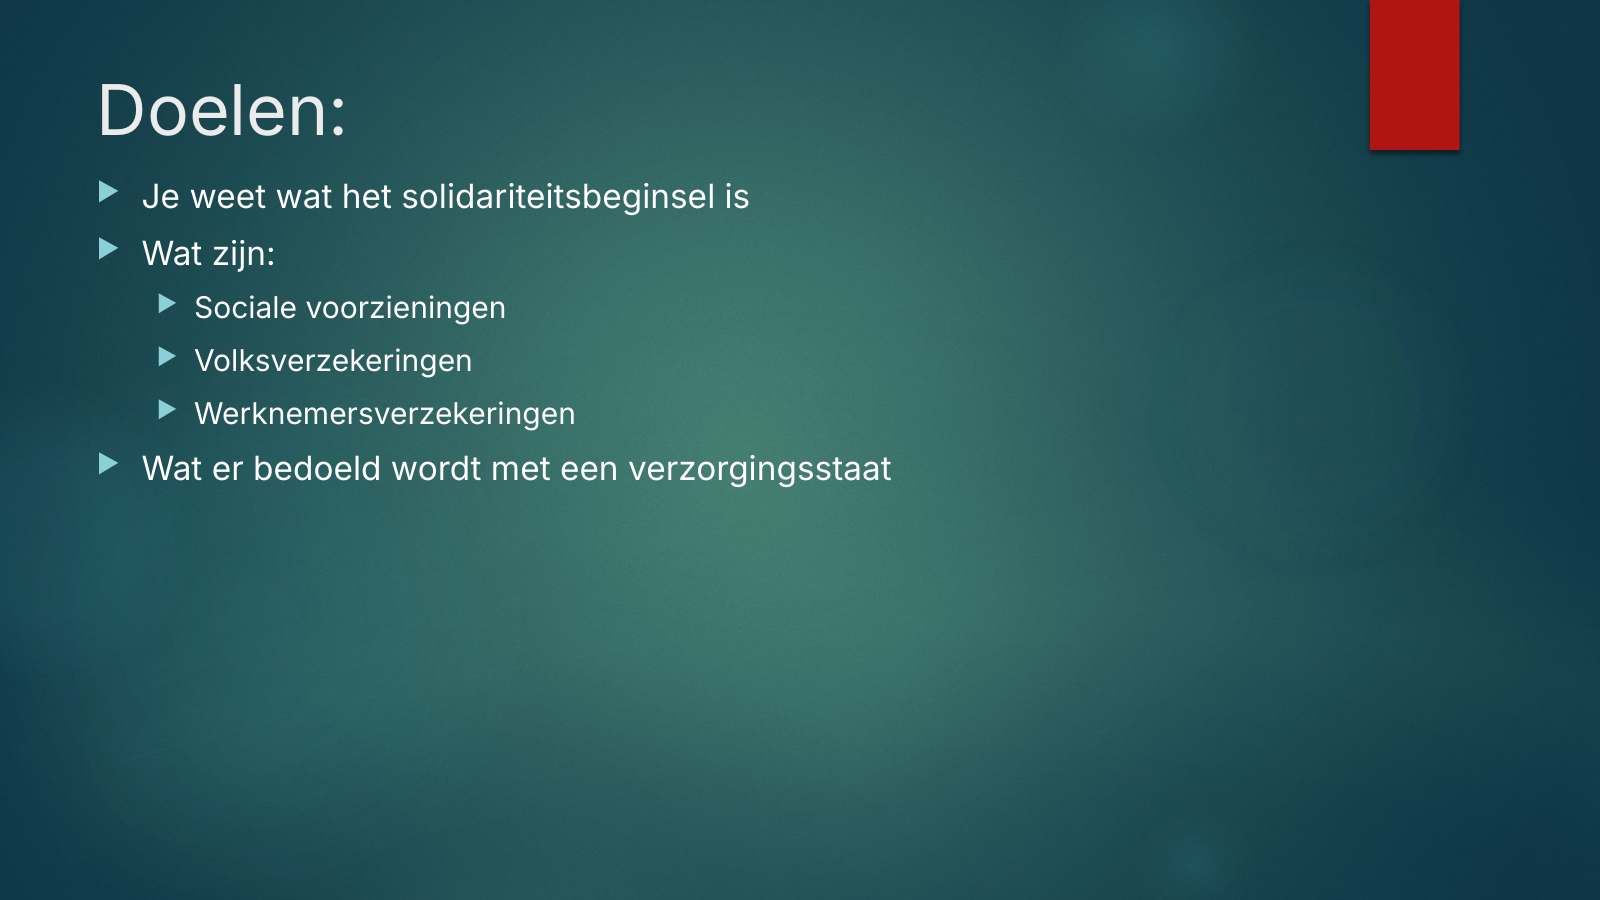 Doelen:
Je weet wat het solidariteitsbeginsel is
Wat zijn:
Sociale voorzieningen
Volksverzekeringen
Werknemersverzekeringen
Wat er bedoeld wordt met een verzorgingsstaat